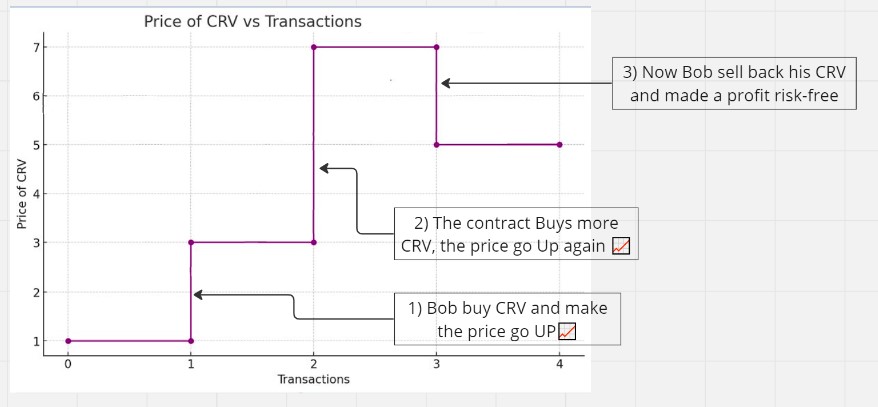 Price of CRV vs Transactions
7
3) Now Bob sell back his CRV
and made a profit risk-free
6
5
Price of CRV
4
2) The contract Buys more
CRV, the price go Up again 📈
3
2
1) Bob buy CRV and make
the price go UP📈
1
0 1 2 3 4
Transactions